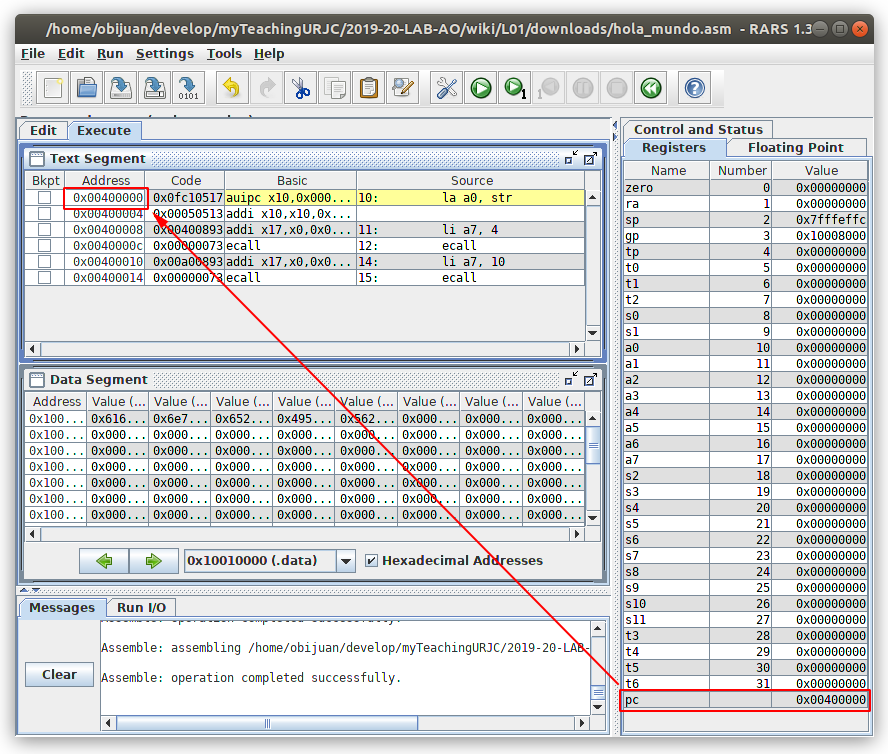 /home/obijuan/develop/myTeachingURJC/2019-20-LAB-AO/wiki/L01/downloads/hola_mundo.asm - RARS 1.3
File Edit Run Settings Tools Help
Edit Execute
Text Segment
Bkpt Address Code Basic Source
0x00400000 0x0fc10517 auipc x10,0x000... 10: la a0, str
0x00400004 0x00050513 addi x10,x10,0x...
0x00400008 0x00400893 addi x17,x0,0x0... 11: li a7, 4
0x0040000c 0x00000073 ecall 12: ecall
0x00400010 0x00a00893 addi x17,x0,0x0... 14: li a7, 10
0x00400014 0x00000073 ecall 15: ecall
Data Segment
Address Value (... Value (... Value (... Value (... Value (... Value (... Value (... Value (...
0x100... 0x616... 0x6e7... 0x652... 0x495... 0x562... 0x000... 0x000... 0x000...
0x100... 0x000... 0x000... 0x000... 0x000... 0x000... 0x000... 0x000... 0x000...
0x100... 0x000... 0x000... 0x000... 0x000... 0x000... 0x000... 0x000... 0x000...
0x100... 0x000... 0x000... 0x000... 0x000... 0x000... 0x000... 0x000... 0x000...
0x100... 0x000... 0x000... 0x000... 0x000... 0x000... 0x000... 0x000... 0x000...
0x100... 0x000... 0x000... 0x000... 0x000... 0x000... 0x000... 0x000... 0x000...
0x100... 0x000... 0x000... 0x000... 0x000... 0x000... 0x000... 0x000... 0x000...
0x10010000 (.data) Hexadecimal Addresses
Messages Run I/O
Assemble: operation completed successfully.
Assemble: assembling /home/obijuan/develop/myTeachingURJC/2019-20-LAB-
Clear
Assemble: operation completed successfully.
Control and Status
Registers Floating Point
Name Number Value
zero 0 0x00000000
ra 1 0x00000000
sp 2 0x7fffeffc
gp 3 0x10008000
tp 4 0x00000000
t0 5 0x00000000
t1 6 0x00000000
t2 7 0x00000000
s0 8 0x00000000
s1 9 0x00000000
a0 10 0x00000000
a1 11 0x00000000
a2 12 0x00000000
a3 13 0x00000000
a4 14 0x00000000
a5 15 0x00000000
a6 16 0x00000000
a7 17 0x00000000
s2 18 0x00000000
s3 19 0x00000000
s4 20 0x00000000
s5 21 0x00000000
s6 22 0x00000000
s7 23 0x00000000
s8 24 0x00000000
s9 25 0x00000000
s10 26 0x00000000
s11 27 0x00000000
t3 28 0x00000000
t4 29 0x00000000
t5 30 0x00000000
t6 31 0x00000000
pc 0x00400000